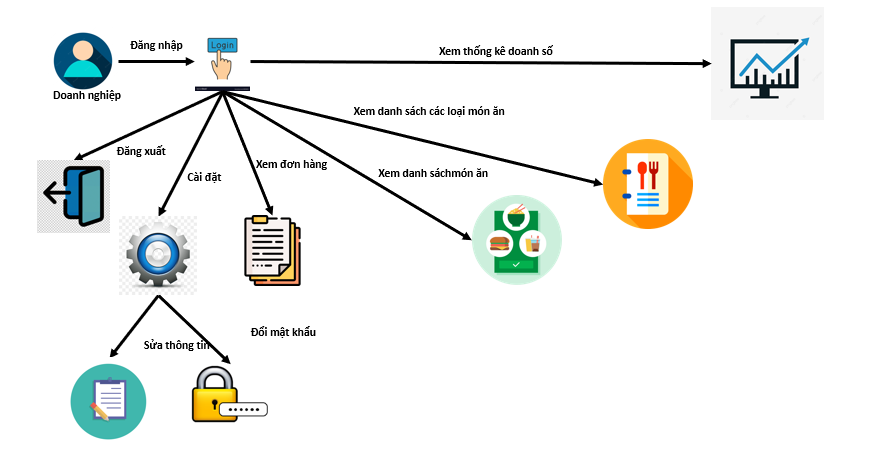 Đăng nhập
Login
Xem thống kê doanh số
Doanh nghiệp
Xem danh sách các loại món ăn
Đăng xuất
Cài đặt
Xem đơn hàng
Xem danh sáchmón ăn
Đổi mật khẩu
Sửa thông tin